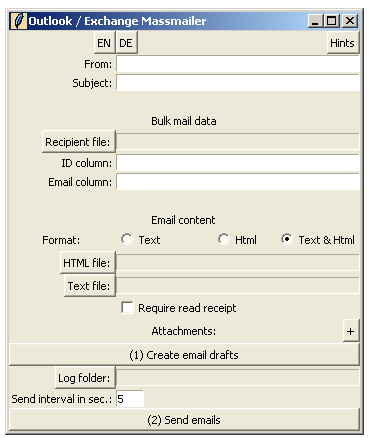 Outlook / Exchange Massmailer
EN DE Hints
From:
Subject:
Bulk mail data
Recipient file:
ID column:
Email column:
Email content
Format: Text Html Text & Html
HTML file:
Text file:
Require read receipt
Attachments: +
(1) Create email drafts
Log folder:
Send interval in sec.: 5
(2) Send emails